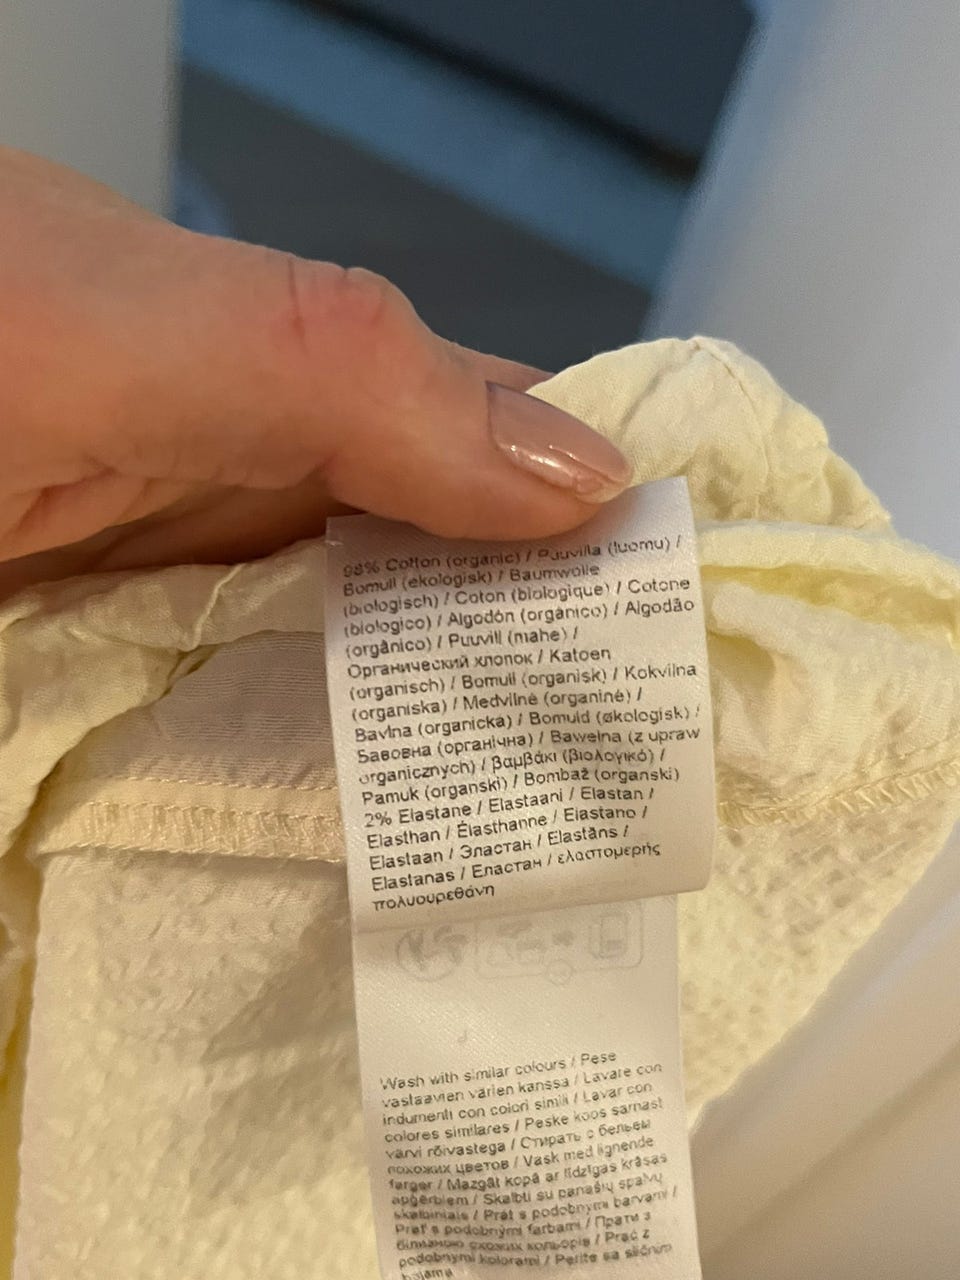 98% Cotton (organic) / Puuvilla (luomu) /
Bomull (ekologisk) / Baumwolle
(biologisch) / Coton (biologique) / Cotone
(biologico) / Algodón (orgánico) / Algodão
(orgânico) / Puuvill (mahe) /
Органический хлопок / Katoen
(organisch) / Bomull (organisk) / Kokvilna
(organiska) / Medvilnė (organinė) /
Bavlna (organická) / Bomuld (økologisk) /
Бавовна (органічна) / Bawełna (z upraw
organicznych) / βαμβάκι (βιολογικό) /
Pamuk (organski) / Bombaž (organski)
2% Elastane / Elastaani / Elastan /
Elasthan / Élasthanne / Elastano /
Elastaan / Эластан / Elastāns /
Elastanas / Еластан / ελαστομερής
πολυουρεθάνη
Wash with similar colours / Pese
vastaavien värien kanssa / Lavare con
indumenti con colori simili / Lavar con
colores similares / Peske koos sarnast
värvi rõivastega / Стирать с бельем
похожих цветов / Vask med lignende
farger / Mazgāt kopā ar līdzīgas krāsas
apģērbiem / Skalbti su panašių spalvų
skalbiniais / Prát s podobnými barvami /
Prať s podobnými farbami / Прати з
білизною схожих кольорів / Prać z
podobnymi kolorami / Perite sa sličnim
bojama